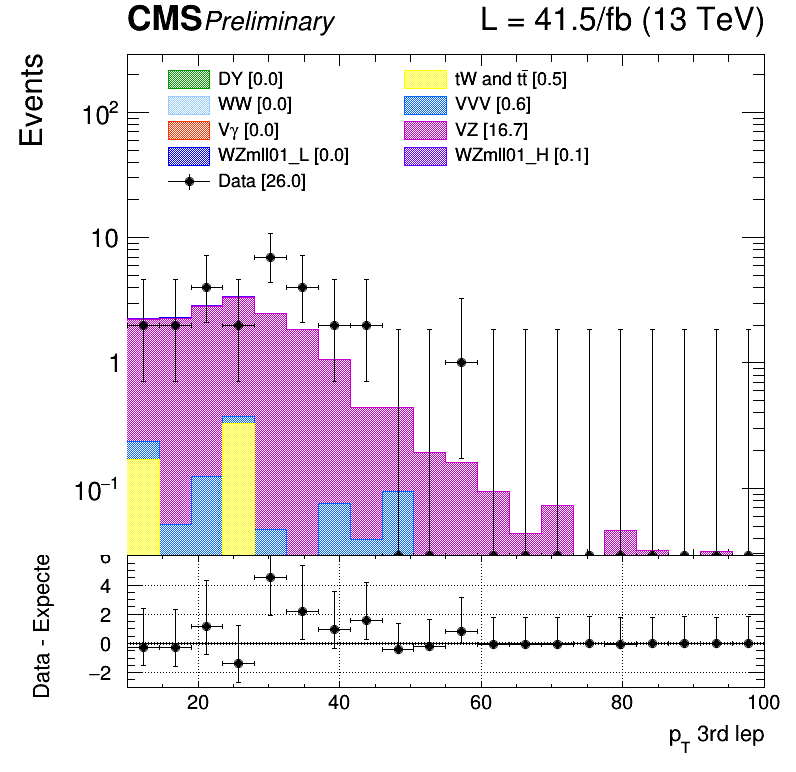 CMS Preliminary L = 41.5/fb (13 TeV)
Events
DY [0.0] tW and tt̄ [0.5]
WW [0.0] VVV [0.6]
Vγ [0.0] VZ [16.7]
WZmll01_L [0.0] WZmll01_H [0.1]
Data [26.0]
10²
10
1
10⁻¹
Data - Expecte
6
4
2
0
−2
20 40 60 80 100
p_T 3rd lep